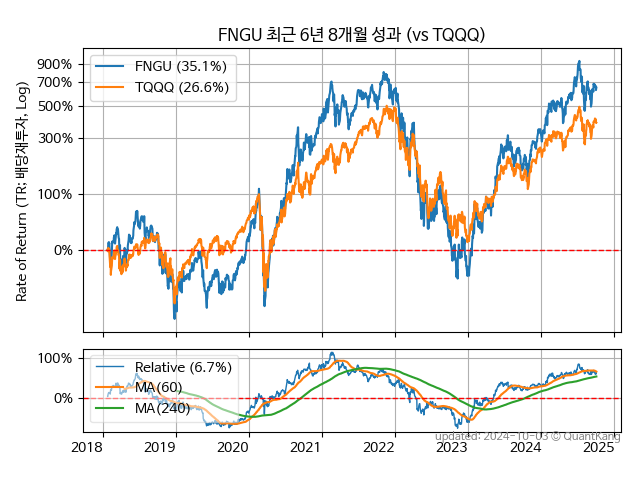 FNGU 최근 6년 8개월 성과 (vs TQQQ)
Rate of Return (TR: 배당재투자, Log)
900%
700%
500%
300%
100%
0%
FNGU (35.1%)
TQQQ (26.6%)
100%
0%
Relative (6.7%)
MA(60)
MA(240)
2018 2019 2020 2021 2022 2023 2024 2025
updated: 2024-10-03 © QuantKang